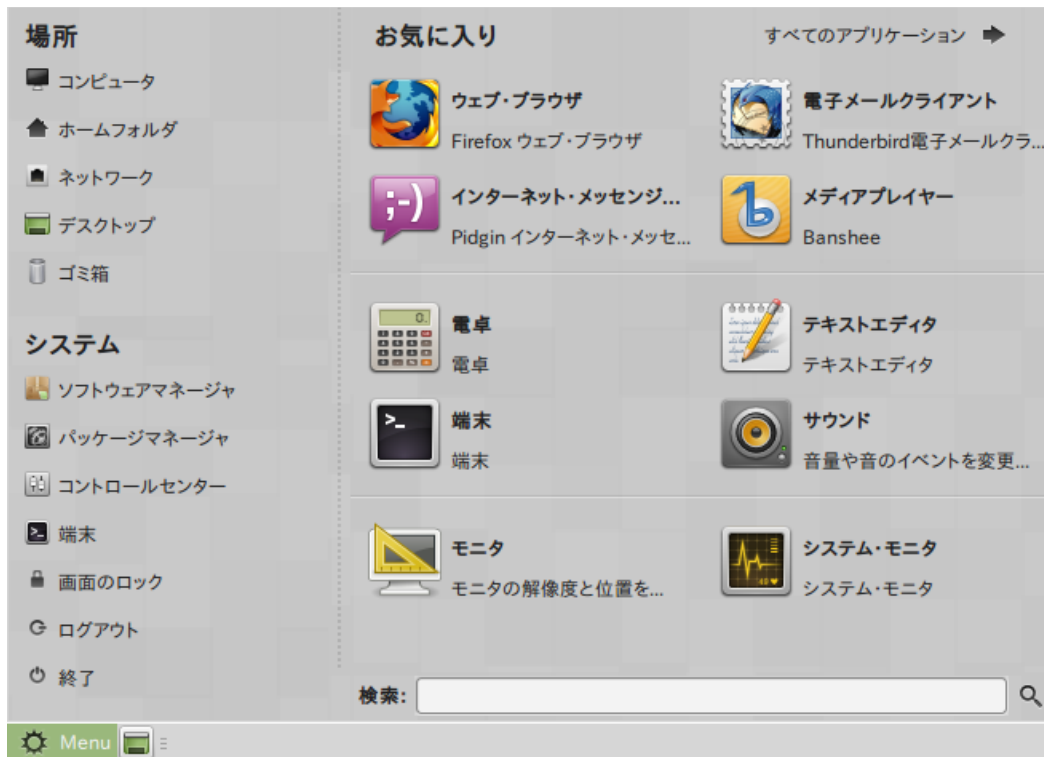 場所
コンピュータ
ホームフォルダ
ネットワーク
デスクトップ
ゴミ箱
システム
ソフトウェアマネージャ
パッケージマネージャ
コントロールセンター
端末
画面のロック
ログアウト
終了
お気に入り
すべてのアプリケーション
ウェブ・ブラウザ
Firefox ウェブ・ブラウザ
電子メールクライアント
Thunderbird電子メールクラ...
インターネット・メッセンジ...
Pidgin インターネット・メッセ...
メディアプレイヤー
Banshee
電卓
電卓
テキストエディタ
テキストエディタ
端末
端末
サウンド
音量や音のイベントを変更...
モニタ
モニタの解像度と位置を...
システム・モニタ
システム・モニタ
検索:
Menu